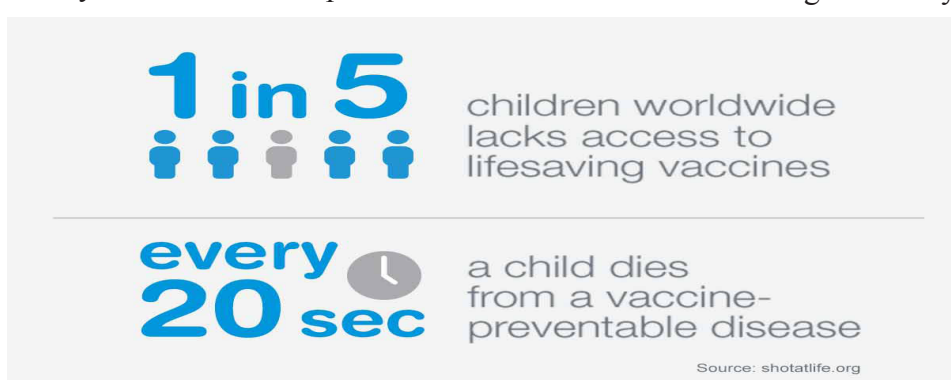 1 in 5
children worldwide
lacks access to
lifesaving vaccines
every
20 sec
a child dies
from a vaccine-
preventable disease
Source: shotatlife.org